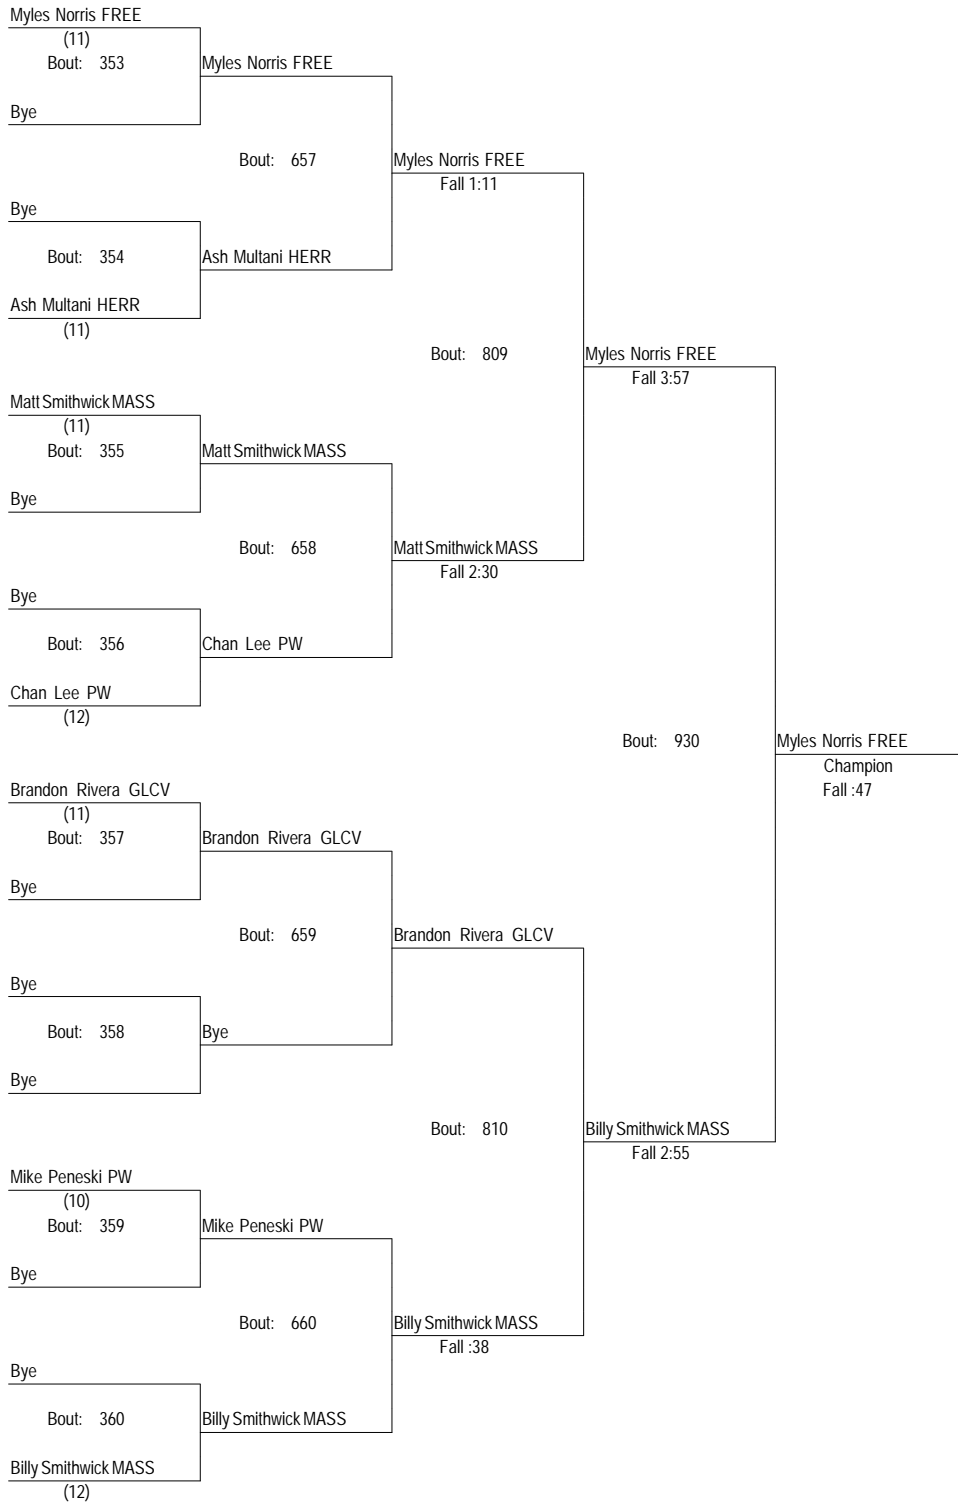 Myles Norris FREE
(11)
Bout: 353
Myles Norris FREE
Bye
Bout: 657
Myles Norris FREE
Fall 1:11
Bye
Bout: 354
Ash Multani HERR
Ash Multani HERR
(11)
Bout: 809
Myles Norris FREE
Fall 3:57
Matt Smithwick MASS
(11)
Bout: 355
Matt Smithwick MASS
Bye
Bout: 658
Matt Smithwick MASS
Fall 2:30
Bye
Bout: 356
Chan Lee PW
Chan Lee PW
(12)
Bout: 930
Myles Norris FREE
Champion
Fall :47
Brandon Rivera GLCV
(11)
Bout: 357
Brandon Rivera GLCV
Bye
Bout: 659
Brandon Rivera GLCV
Bye
Bout: 358
Bye
Bye
Bout: 810
Billy Smithwick MASS
Fall 2:55
Mike Peneski PW
(10)
Bout: 359
Mike Peneski PW
Bye
Bout: 660
Billy Smithwick MASS
Fall :38
Bye
Bout: 360
Billy Smithwick MASS
Billy Smithwick MASS
(12)